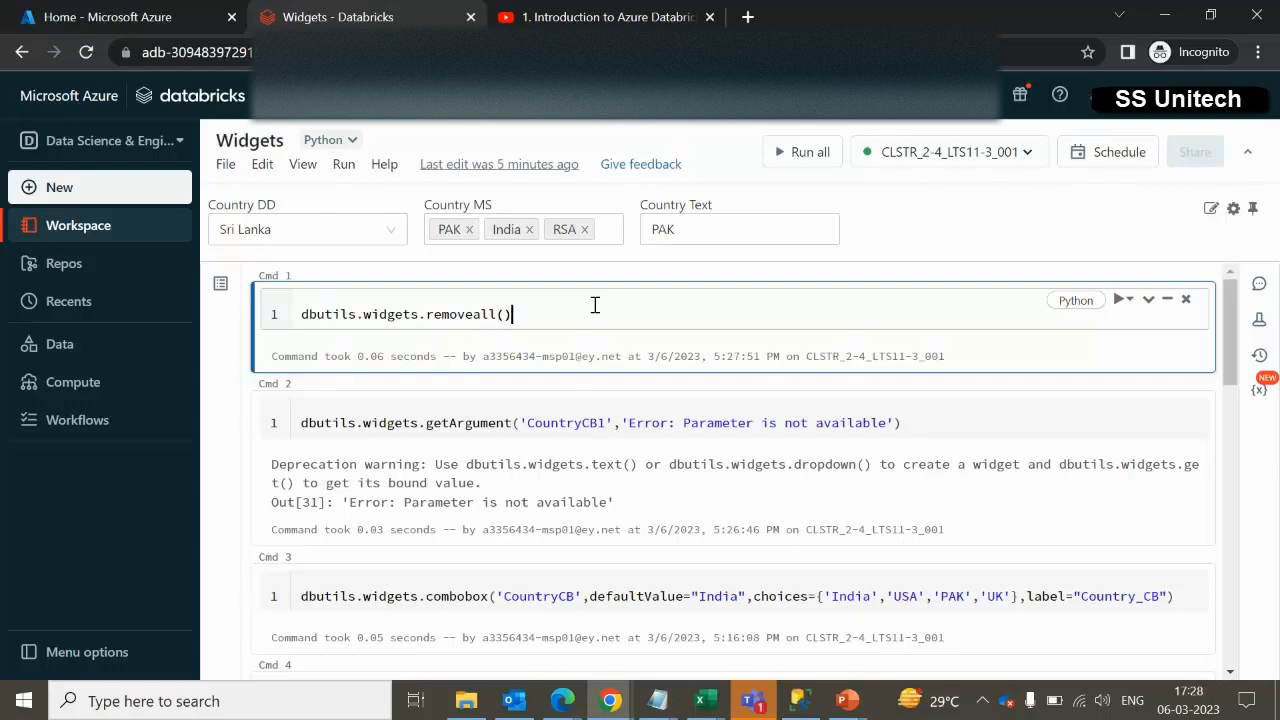 Home - Microsoft Azure
Widgets - Databricks
1. Introduction to Azure Databric
adb-30948397291
Incognito
Microsoft Azure
databricks
SS Unitech
Data Science & Engi...
New
Workspace
Repos
Recents
Data
Compute
Workflows
Menu options
Widgets
Python
File Edit View Run Help Last edit was 5 minutes ago Give feedback
Run all
CLSTR_2-4_LTS11-3_001
Schedule
Share
Country DD
Sri Lanka
Country MS
PAK India RSA
Country Text
PAK
Cmd 1
1 dbutils.widgets.removeall()
Python
Command took 0.06 seconds -- by a3356434-msp01@ey.net at 3/6/2023, 5:27:51 PM on CLSTR_2-4_LTS11-3_001
Cmd 2
1 dbutils.widgets.getArgument('CountryCB1','Error: Parameter is not available')
Deprecation warning: Use dbutils.widgets.text() or dbutils.widgets.dropdown() to create a widget and dbutils.widgets.ge
t() to get its bound value.
Out[31]: 'Error: Parameter is not available'
Command took 0.03 seconds -- by a3356434-msp01@ey.net at 3/6/2023, 5:26:46 PM on CLSTR_2-4_LTS11-3_001
Cmd 3
1 dbutils.widgets.combobox('CountryCB',defaultValue="India",choices={'India','USA','PAK','UK'},label="Country_CB")
Command took 0.05 seconds -- by a3356434-msp01@ey.net at 3/6/2023, 5:16:08 PM on CLSTR_2-4_LTS11-3_001
Cmd 4
NEW
Type here to search
1
29°C
ENG
17:28
06-03-2023